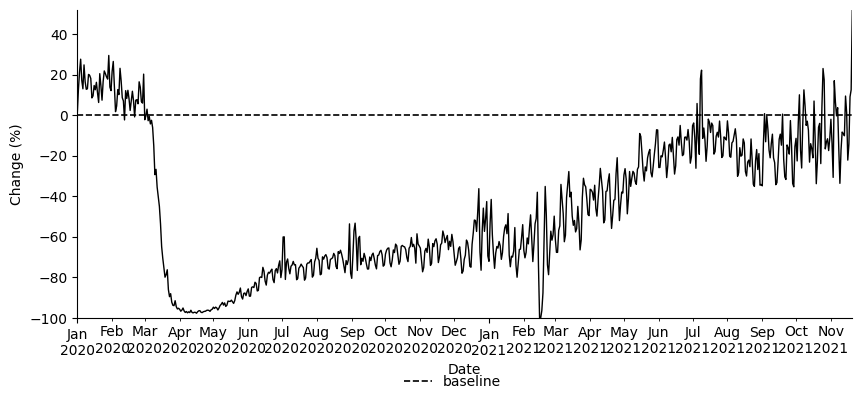 40
20
0
−20
−40
−60
−80
−100
Change (%)
Jan Feb Mar Apr May Jun Jul Aug Sep Oct Nov Dec Jan Feb Mar Apr May Jun Jul Aug Sep Oct Nov
2020 2020 2020 2020 2020 2020 2020 2020 2020 2020 2020 2020 2021 2021 2021 2021 2021 2021 2021 2021 2021 2021 2021
Date
baseline